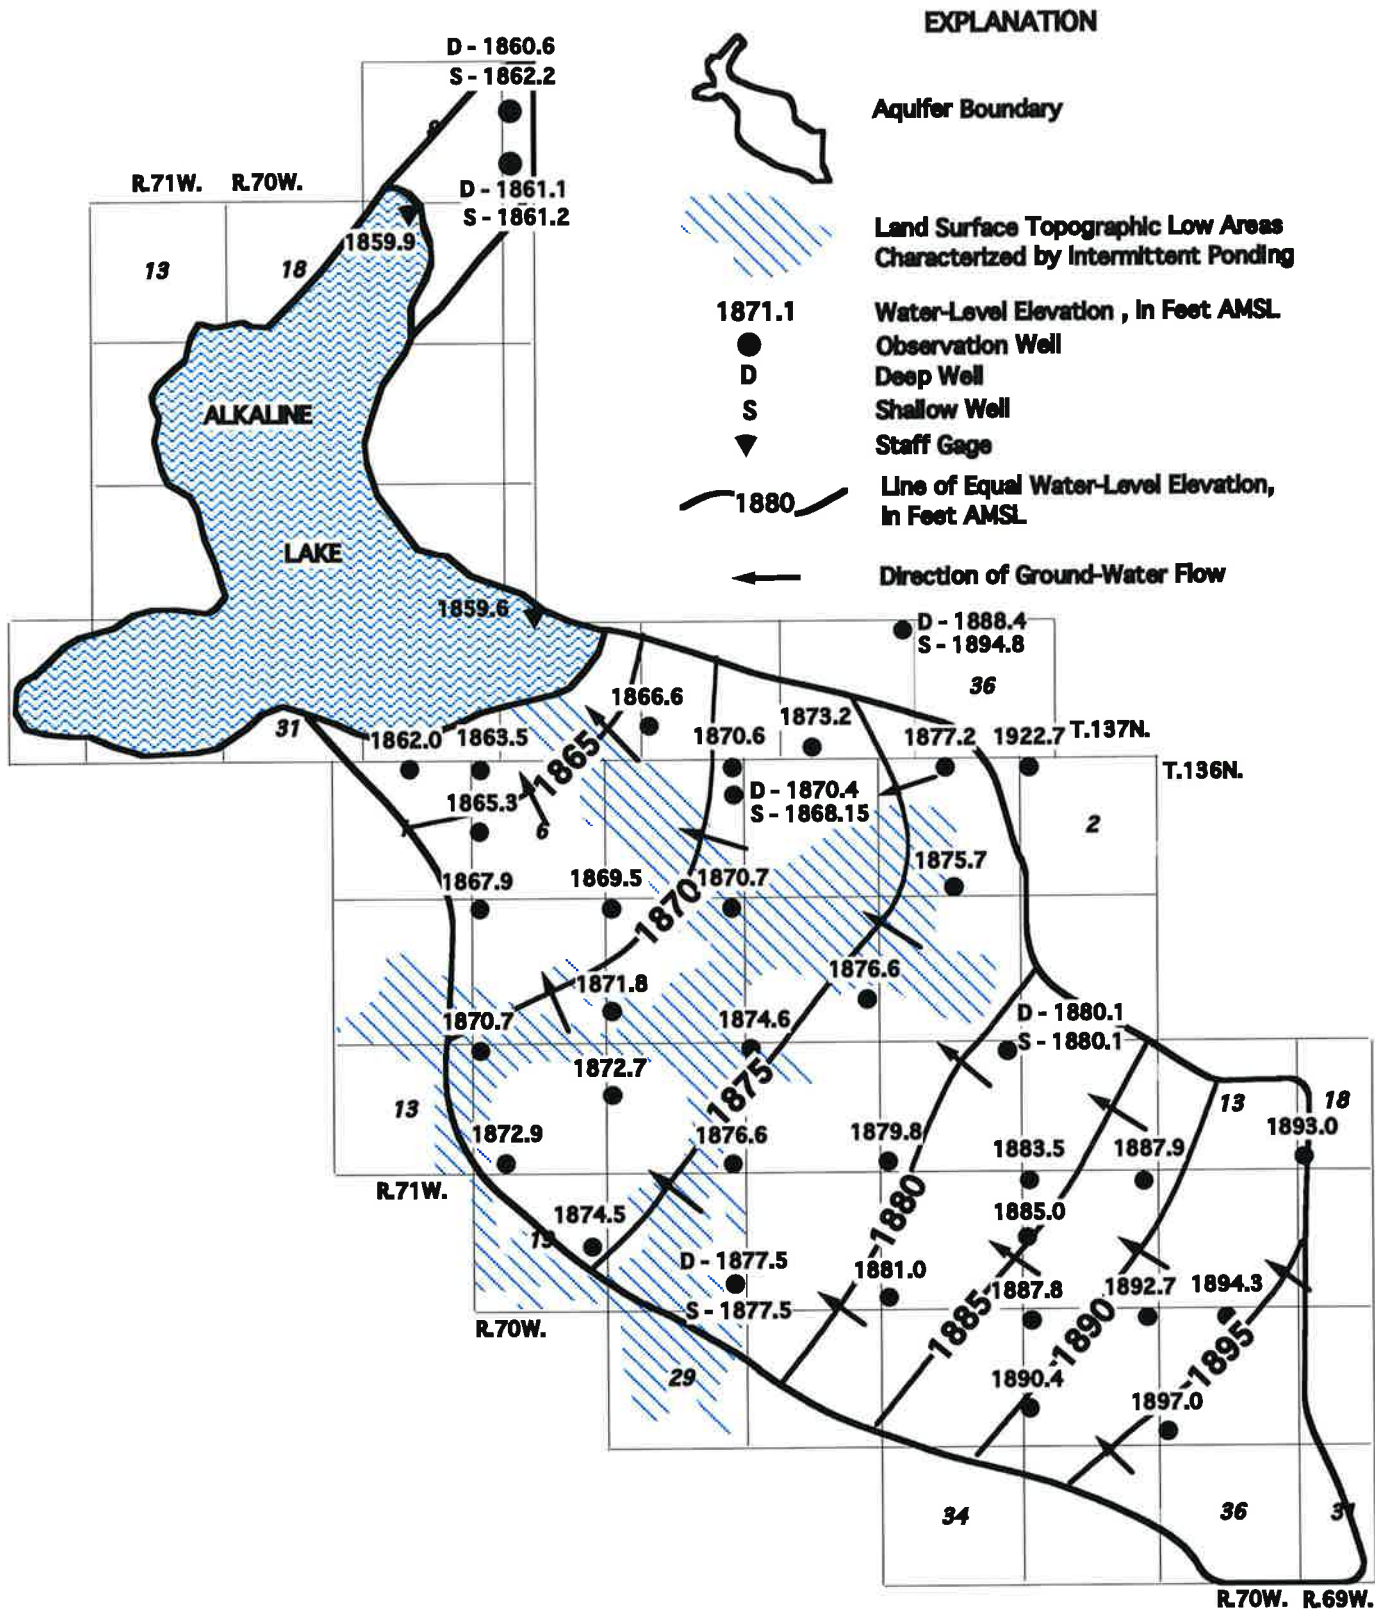 EXPLANATION
D - 1860.6
S - 1862.2
Aquifer Boundary
R.71W. R.70W.
D - 1861.1
S - 1861.2
1859.9
13
18
Land Surface Topographic Low Areas
Characterized by Intermittent Ponding
1871.1
Water-Level Elevation , in Feet AMSL
Observation Well
D
Deep Well
S
Shallow Well
Staff Gage
1880
Line of Equal Water-Level Elevation,
in Feet AMSL
Direction of Ground-Water Flow
ALKALINE
LAKE
1859.6
D - 1888.4
S - 1894.8
36
31
1862.0
1863.5
1866.6
1870.6
1873.2
1877.2
1922.7
T.137N.
T.136N.
1865
1865.3
6
D - 1870.4
S - 1868.15
2
1875.7
1867.9
1869.5
1870.7
1870
1876.6
1871.8
1870.7
1874.6
D - 1880.1
S - 1880.1
1872.7
1875
13
1872.9
1876.6
1879.8
1883.5
1887.9
13
18
1893.0
R.71W.
1874.5
19
1880
1885.0
D - 1877.5
S - 1877.5
1881.0
1887.8
1892.7
1894.3
R.70W.
1885
1890
1895
29
1890.4
1897.0
34
36
31
R.70W. R.69W.